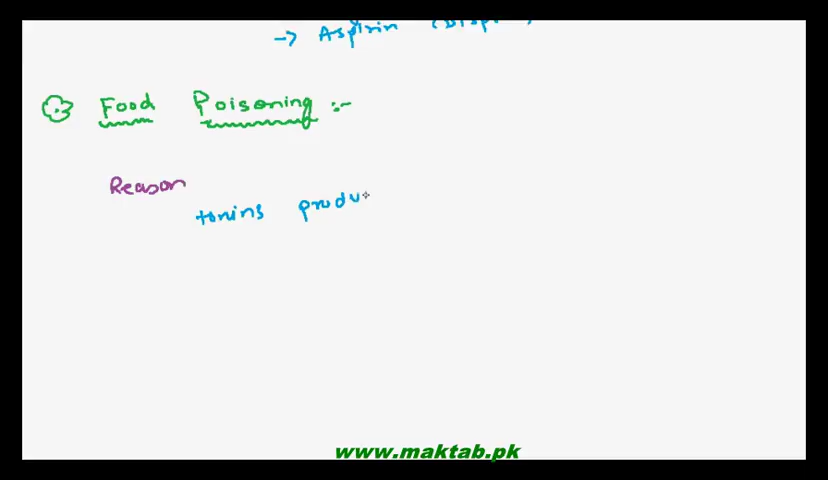 → Aspirin
Food Poisoning :-
Reason
toxins produ
www.maktab.pk